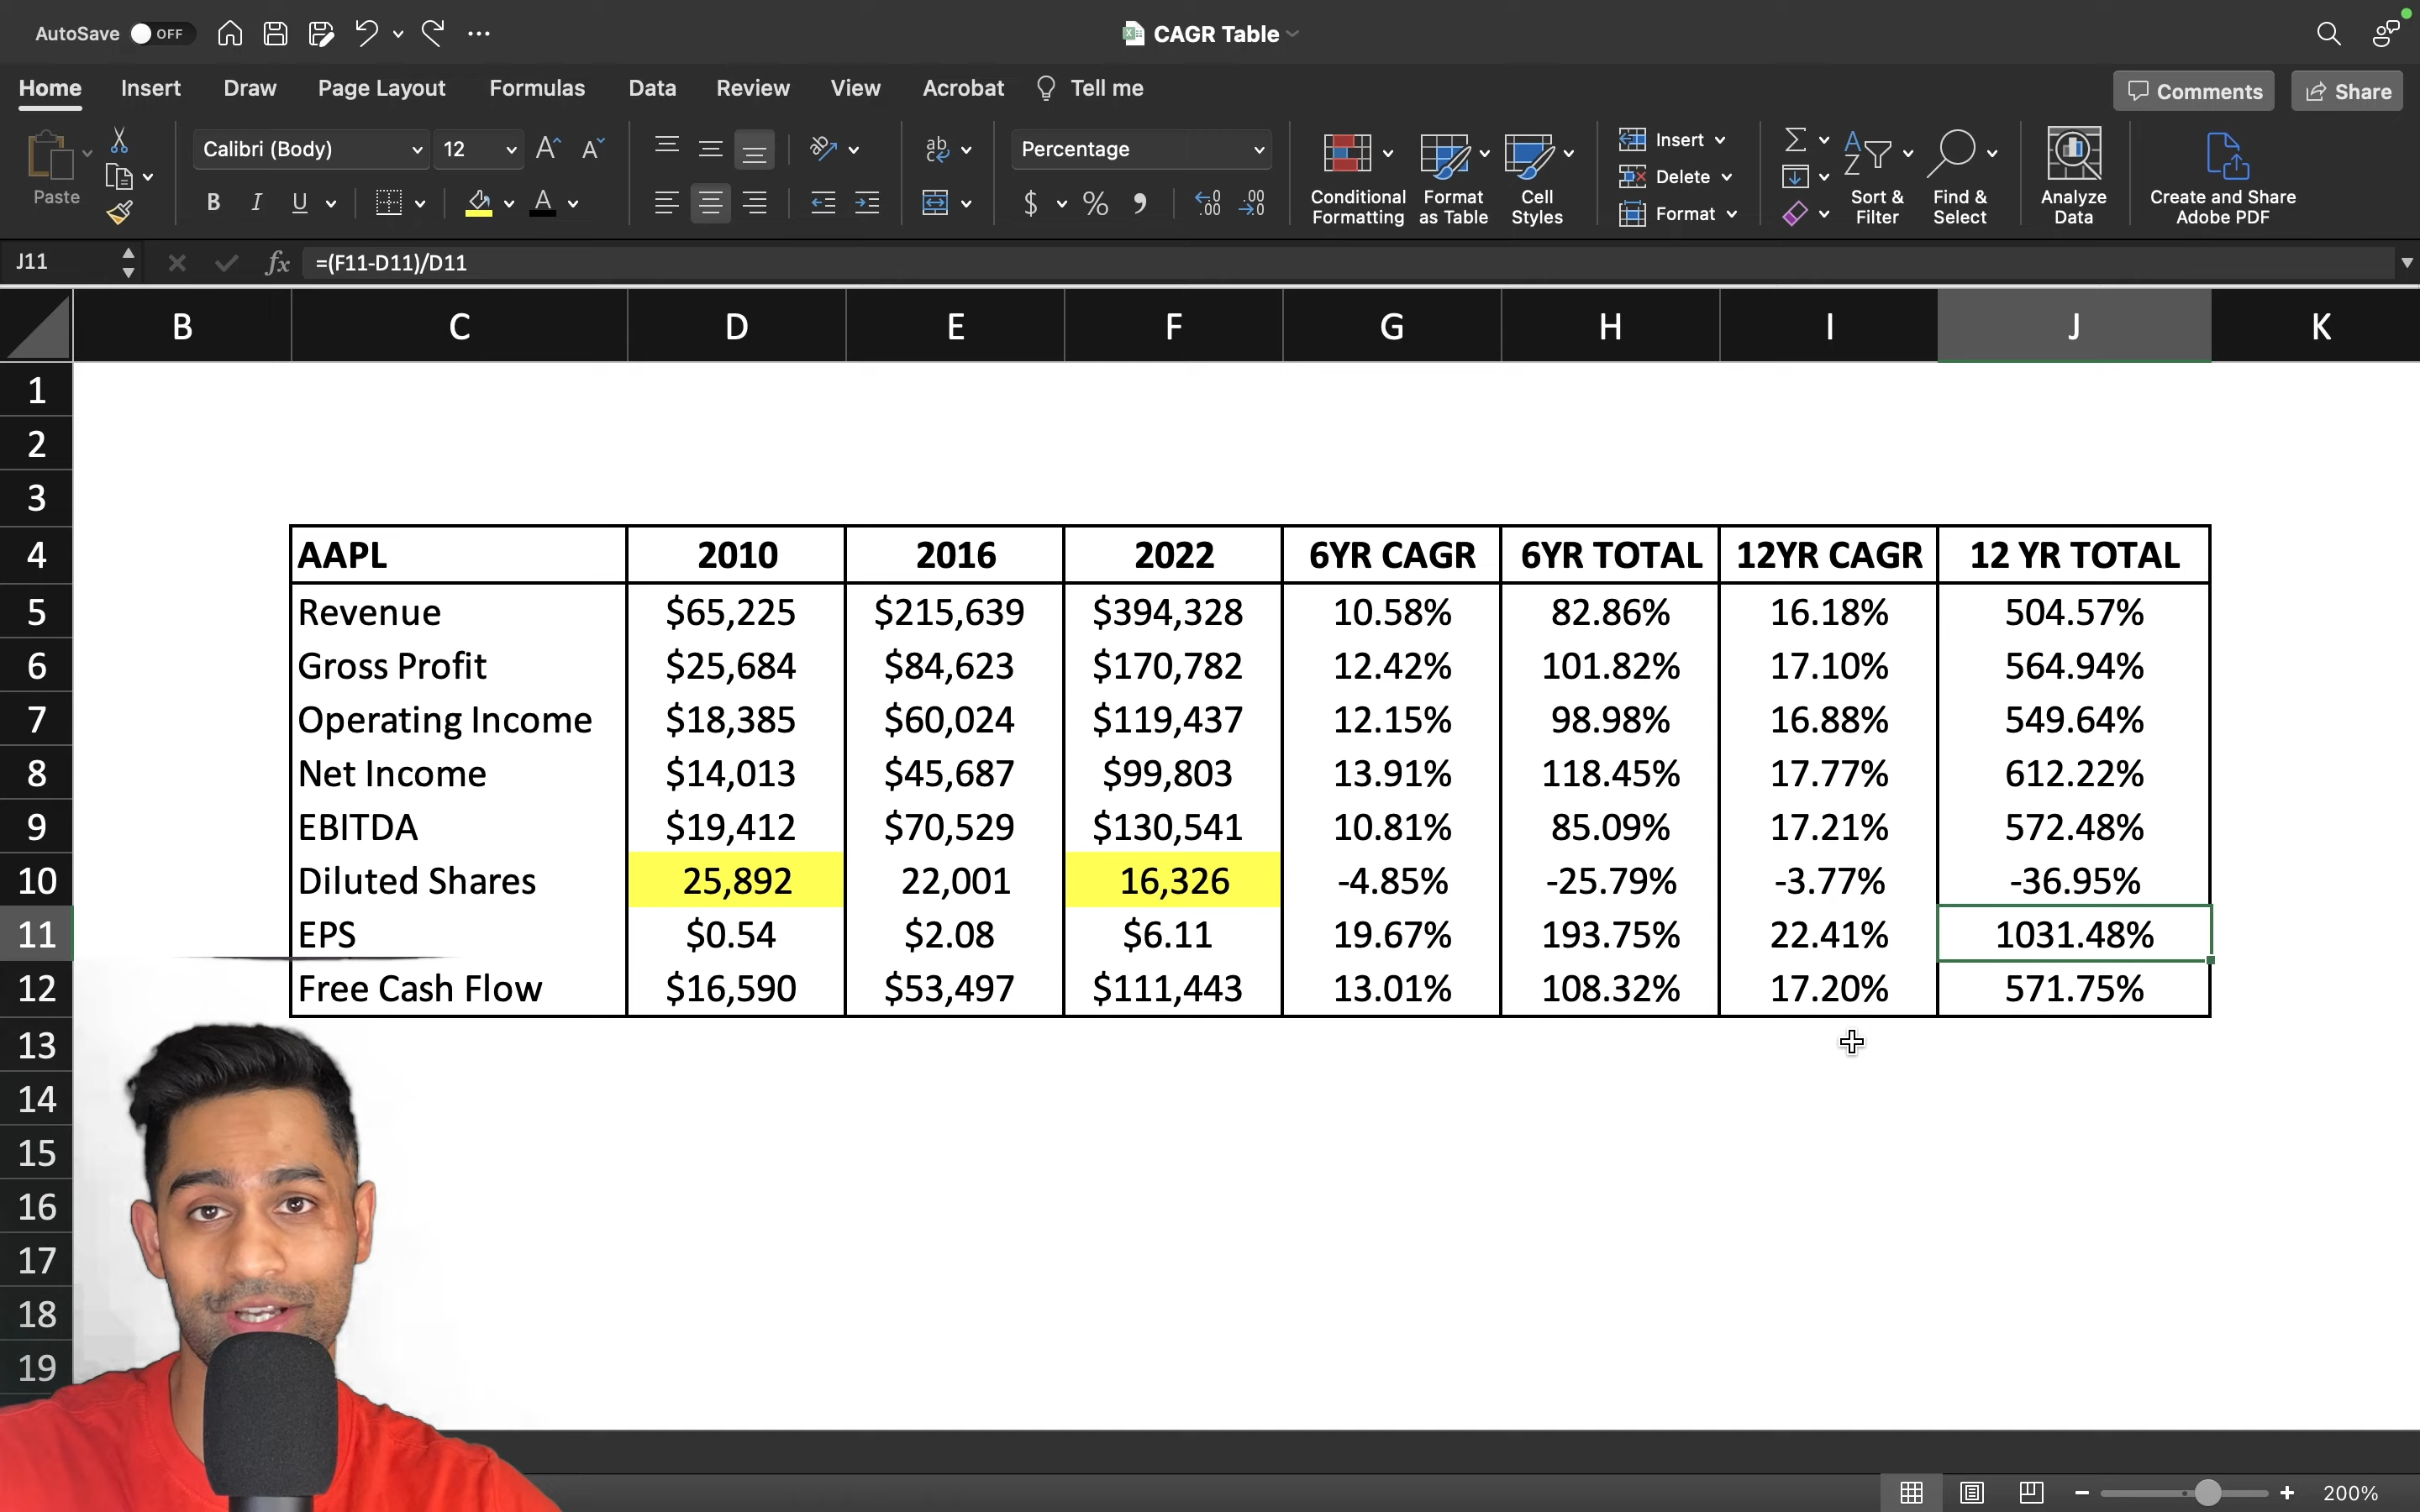 AutoSave OFF CAGR Table
Home Insert Draw Page Layout Formulas Data Review View Acrobat Tell me Comments Share
Paste Calibri (Body) 12 Percentage
B I U $ % Conditional Formatting Format as Table Cell Styles Insert Delete Format Sort & Filter Find & Select Analyze Data Create and Share Adobe PDF
J11 fx =(F11-D11)/D11
B C D E F G H I J K
1
2
3
4 AAPL 2010 2016 2022 6YR CAGR 6YR TOTAL 12YR CAGR 12 YR TOTAL
5 Revenue $65,225 $215,639 $394,328 10.58% 82.86% 16.18% 504.57%
6 Gross Profit $25,684 $84,623 $170,782 12.42% 101.82% 17.10% 564.94%
7 Operating Income $18,385 $60,024 $119,437 12.15% 98.98% 16.88% 549.64%
8 Net Income $14,013 $45,687 $99,803 13.91% 118.45% 17.77% 612.22%
9 EBITDA $19,412 $70,529 $130,541 10.81% 85.09% 17.21% 572.48%
10 Diluted Shares 25,892 22,001 16,326 -4.85% -25.79% -3.77% -36.95%
11 EPS $0.54 $2.08 $6.11 19.67% 193.75% 22.41% 1031.48%
12 Free Cash Flow $16,590 $53,497 $111,443 13.01% 108.32% 17.20% 571.75%
13
14
15
16
17
18
19
200%